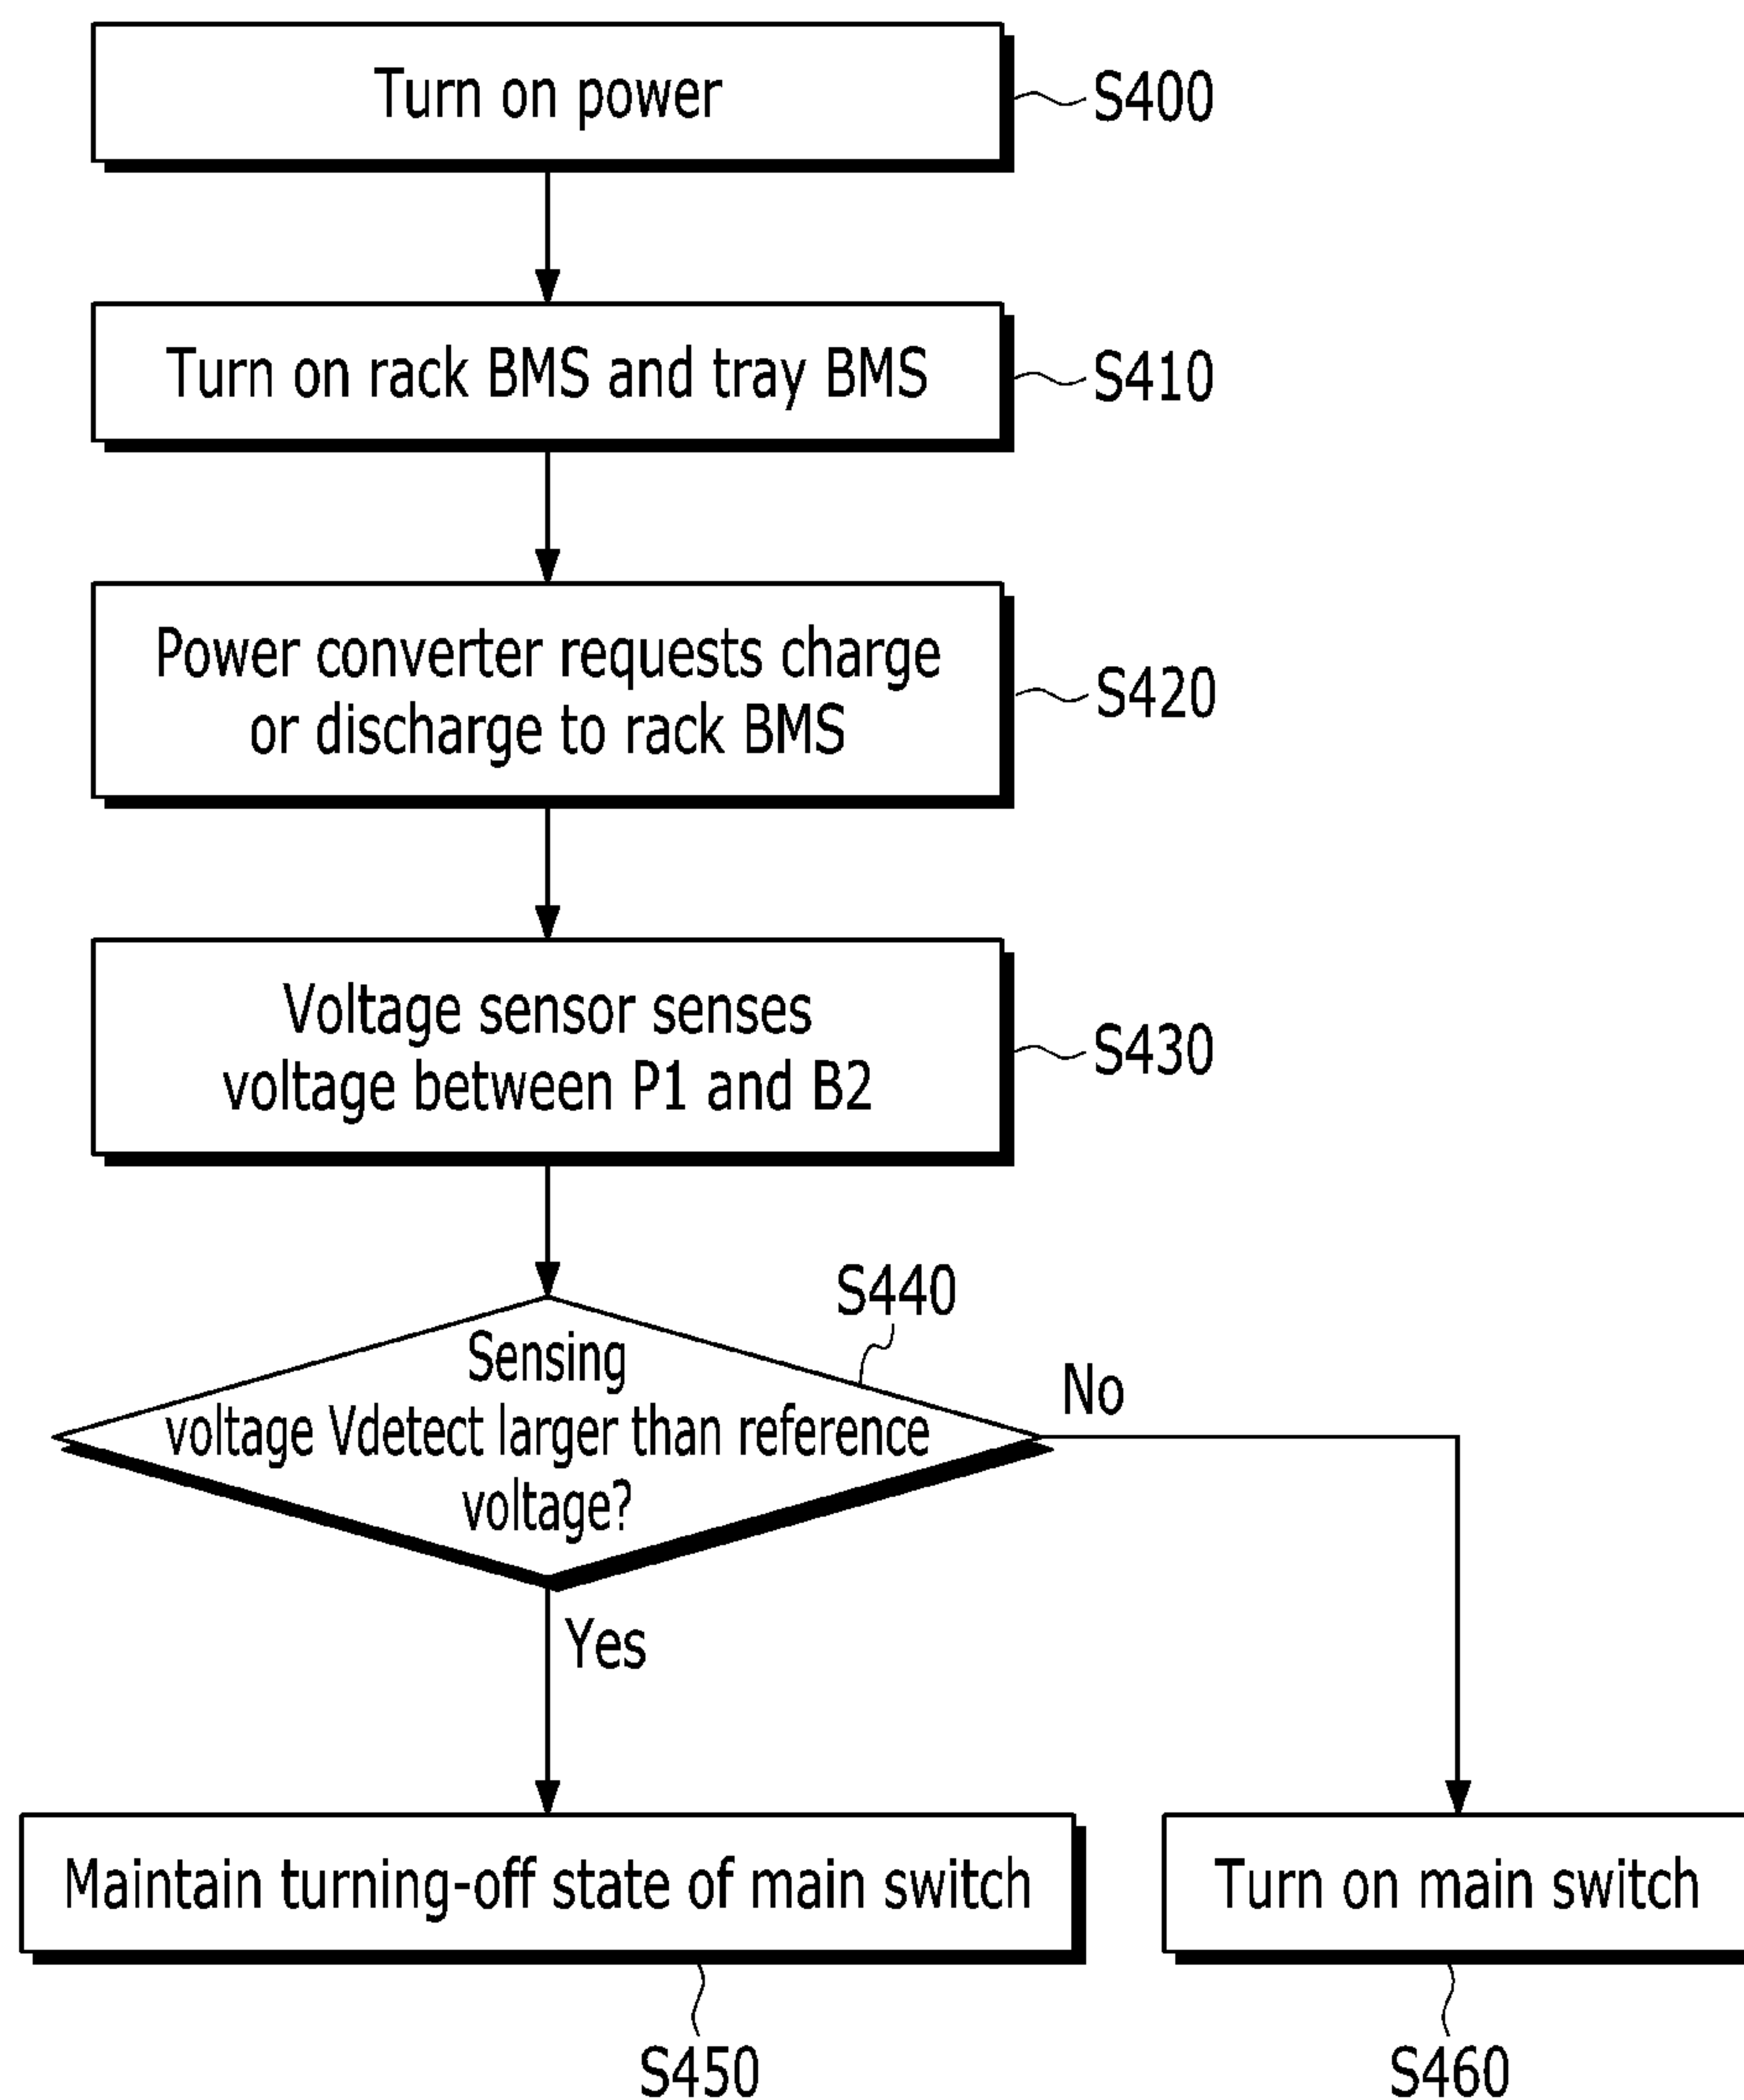 Turn on power
S400
Turn on rack BMS and tray BMS
S410
Power converter requests charge
or discharge to rack BMS
S420
Voltage sensor senses
voltage between P1 and B2
S430
S440
Sensing
voltage Vdetect larger than reference
voltage?
No
Yes
Maintain turning-off state of main switch
Turn on main switch
S450
S460